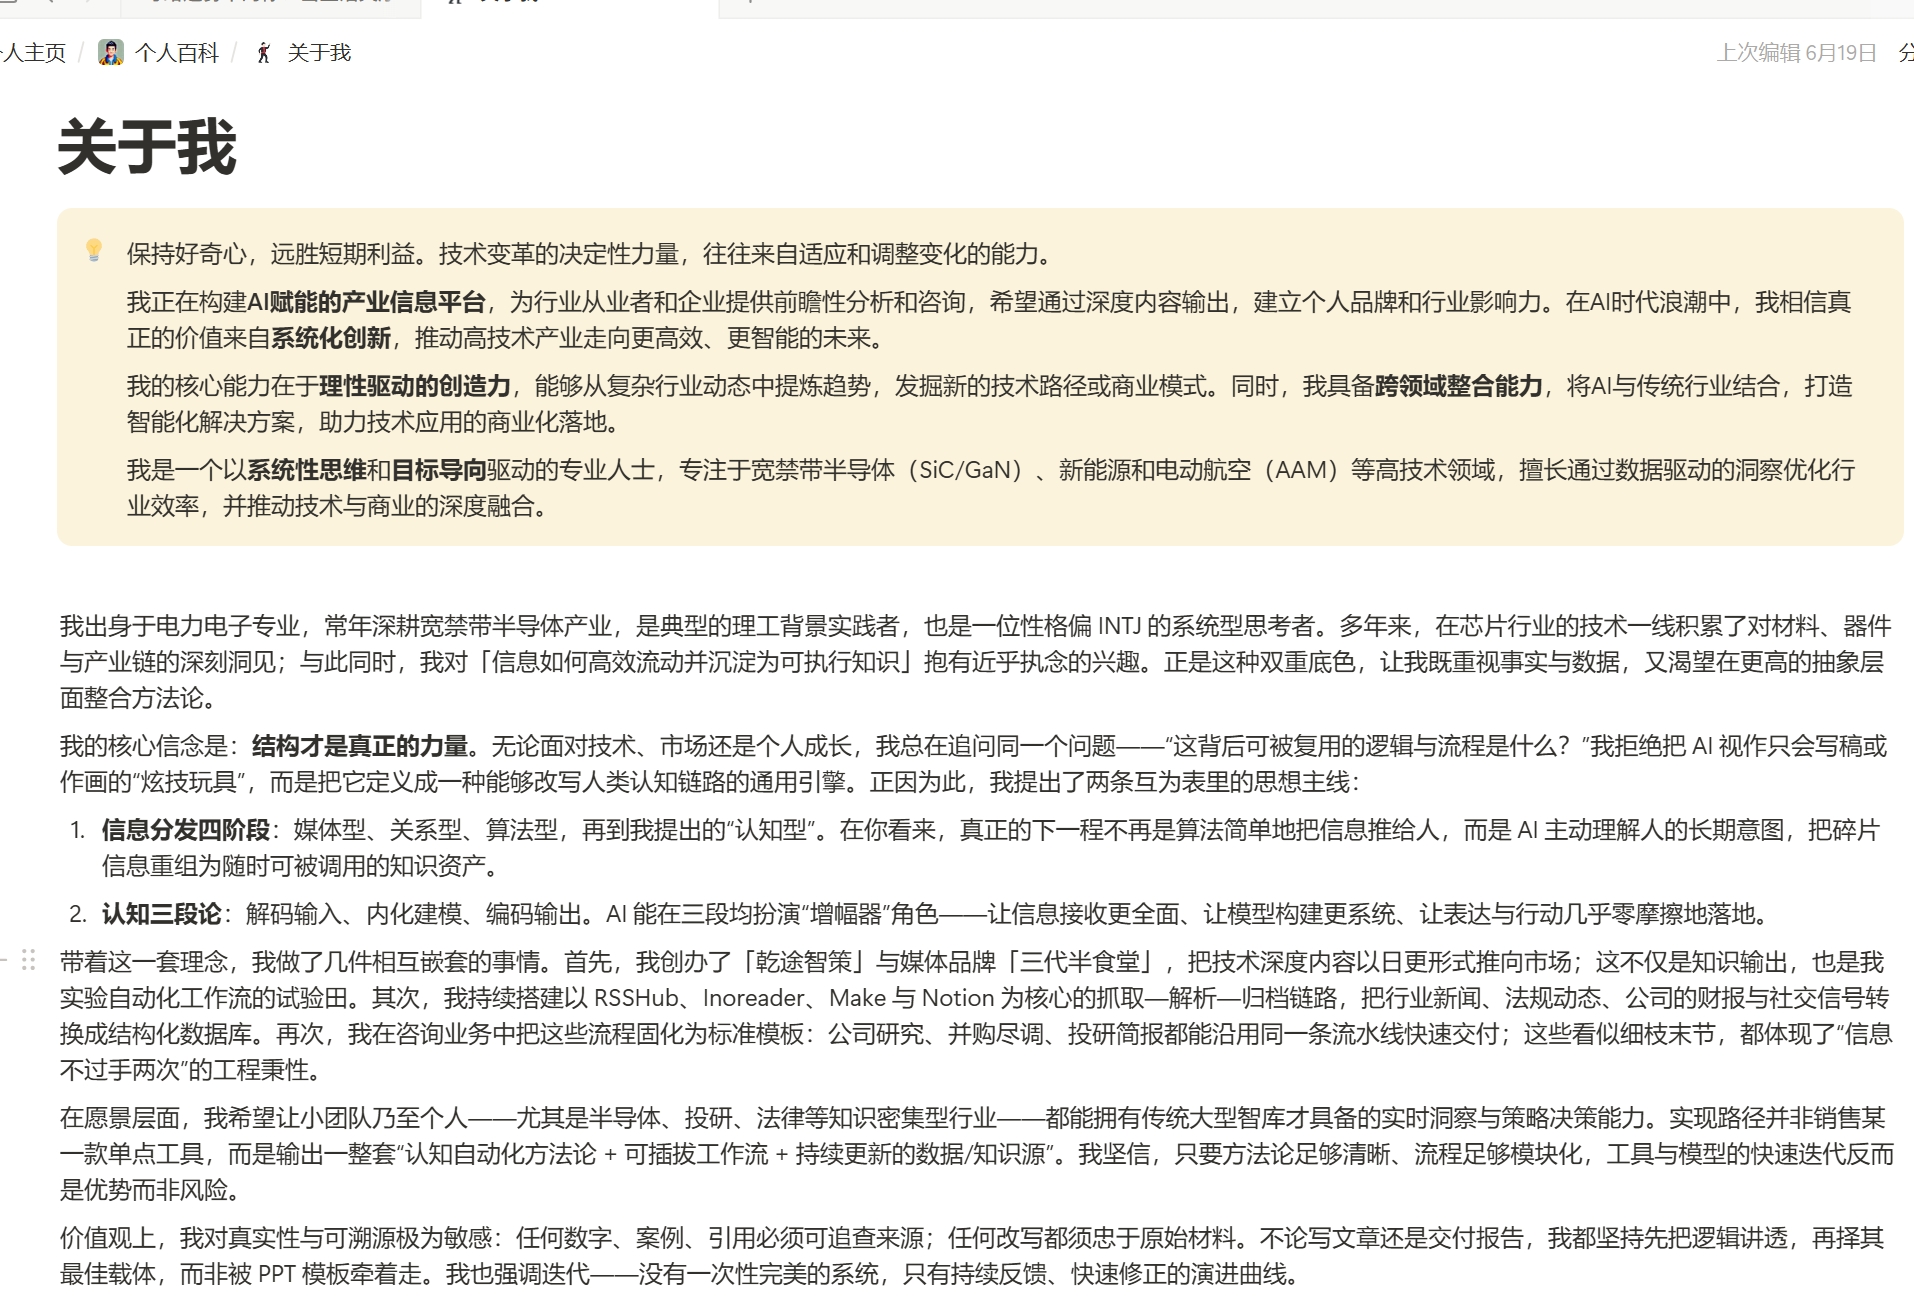 人主页 / 个人百科 / 关于我
上次编辑 6月19日
关于我
保持好奇心，远胜短期利益。技术变革的决定性力量，往往来自适应和调整变化的能力。
我正在构建AI赋能的产业信息平台，为行业从业者和企业提供前瞻性分析和咨询，希望通过深度内容输出，建立个人品牌和行业影响力。在AI时代浪潮中，我相信真
正的价值来自系统化创新，推动高技术产业走向更高效、更智能的未来。
我的核心能力在于理性驱动的创造力，能够从复杂行业动态中提炼趋势，发掘新的技术路径或商业模式。同时，我具备跨领域整合能力，将AI与传统行业结合，打造
智能化解决方案，助力技术应用的商业化落地。
我是一个以系统性思维和目标导向驱动的专业人士，专注于宽禁带半导体（SiC/GaN）、新能源和电动航空（AAM）等高技术领域，擅长通过数据驱动的洞察优化行
业效率，并推动技术与商业的深度融合。
我出身于电力电子专业，常年深耕宽禁带半导体产业，是典型的理工背景实践者，也是一位性格偏 INTJ 的系统型思考者。多年来，在芯片行业的技术一线积累了对材料、器件
与产业链的深刻洞见；与此同时，我对「信息如何高效流动并沉淀为可执行知识」抱有近乎执念的兴趣。正是这种双重底色，让我既重视事实与数据，又渴望在更高的抽象层
面整合方法论。
我的核心信念是：结构才是真正的力量。无论面对技术、市场还是个人成长，我总在追问同一个问题——“这背后可被复用的逻辑与流程是什么？”我拒绝把 AI 视作只会写稿或
作画的“炫技玩具”，而是把它定义成一种能够改写人类认知链路的通用引擎。正因为此，我提出了两条互为表里的思想主线：
1. 信息分发四阶段：媒体型、关系型、算法型，再到我提出的“认知型”。在你看来，真正的下一程不再是算法简单地把信息推给人，而是 AI 主动理解人的长期意图，把碎片
信息重组为随时可被调用的知识资产。
2. 认知三段论：解码输入、内化建模、编码输出。AI 能在三段均扮演“增幅器”角色——让信息接收更全面、让模型构建更系统、让表达与行动几乎零摩擦地落地。
带着这一套理念，我做了几件相互嵌套的事情。首先，我创办了「乾途智策」与媒体品牌「三代半食堂」，把技术深度内容以日更形式推向市场；这不仅是知识输出，也是我
实验自动化工作流的试验田。其次，我持续搭建以 RSSHub、Inoreader、Make 与 Notion 为核心的抓取—解析—归档链路，把行业新闻、法规动态、公司的财报与社交信号转
换成结构化数据库。再次，我在咨询业务中把这些流程固化为标准模板：公司研究、并购尽调、投研简报都能沿用同一条流水线快速交付；这些看似细枝末节，都体现了“信息
不过手两次”的工程秉性。
在愿景层面，我希望让小团队乃至个人——尤其是半导体、投研、法律等知识密集型行业——都能拥有传统大型智库才具备的实时洞察与策略决策能力。实现路径并非销售某
一款单点工具，而是输出一整套“认知自动化方法论 + 可插拔工作流 + 持续更新的数据/知识源”。我坚信，只要方法论足够清晰、流程足够模块化，工具与模型的快速迭代反而
是优势而非风险。
价值观上，我对真实性与可溯源极为敏感：任何数字、案例、引用必须可追查来源；任何改写都须忠于原始材料。不论写文章还是交付报告，我都坚持先把逻辑讲透，再择其
最佳载体，而非被 PPT 模板牵着走。我也强调迭代——没有一次性完美的系统，只有持续反馈、快速修正的演进曲线。